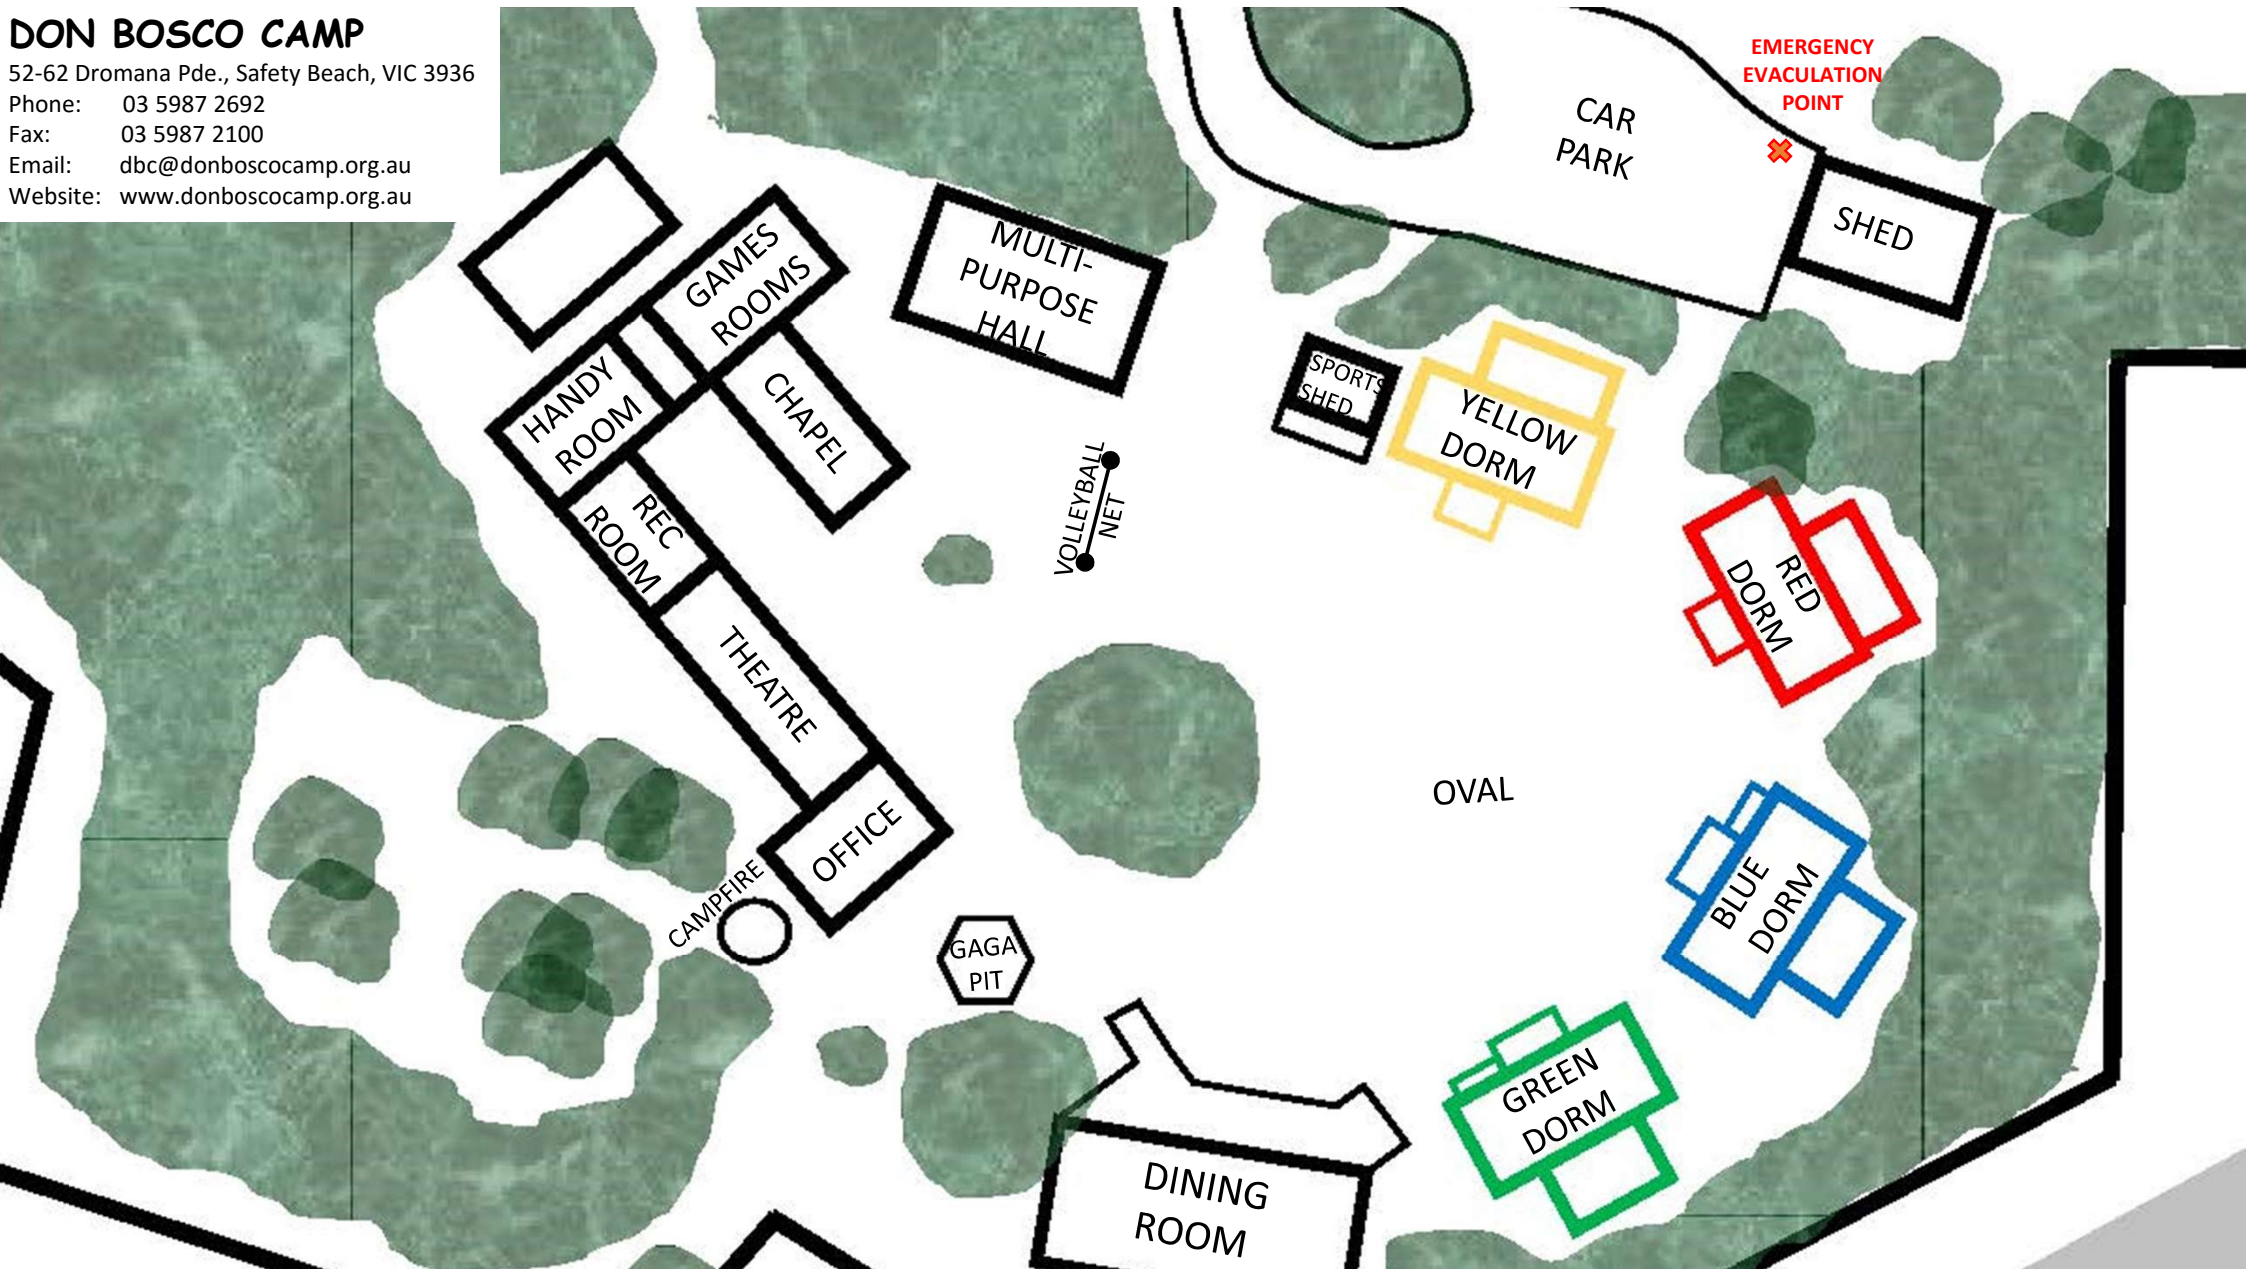 DON BOSCO CAMP
52-62 Dromana Pde., Safety Beach, VIC 3936
Phone: 03 5987 2692
Fax: 03 5987 2100
Email: dbc@donboscocamp.org.au
Website: www.donboscocamp.org.au
EMERGENCY
EVACULATION
POINT
CAR
PARK
SHED
GAMES
ROOMS
MULTI-
PURPOSE
HALL
HANDY
ROOM
CHAPEL
SPORTS
SHED
YELLOW
DORM
VOLLEYBALL
NET
REC
ROOM
RED
DORM
THEATRE
OVAL
OFFICE
CAMPFIRE
BLUE
DORM
GAGA
PIT
GREEN
DORM
DINING
ROOM